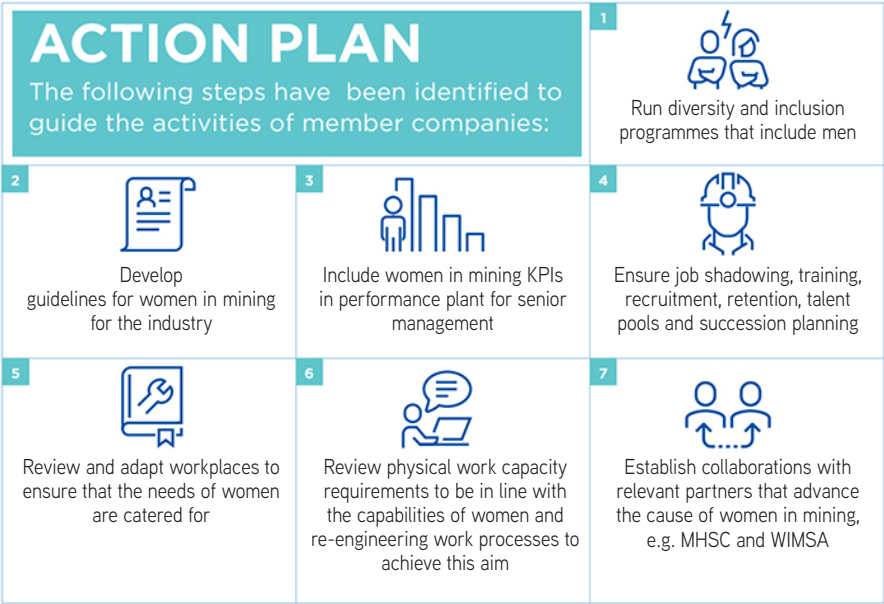 ACTION PLAN
The following steps have been identified to
guide the activities of member companies:
1
Run diversity and inclusion
programmes that include men
2
Develop
guidelines for women in mining
for the industry
3
Include women in mining KPIs
in performance plant for senior
management
4
Ensure job shadowing, training,
recruitment, retention, talent
pools and succession planning
5
Review and adapt workplaces to
ensure that the needs of women
are catered for
6
Review physical work capacity
requirements to be in line with
the capabilities of women and
re-engineering work processes to
achieve this aim
7
Establish collaborations with
relevant partners that advance
the cause of women in mining,
e.g. MHSC and WIMSA